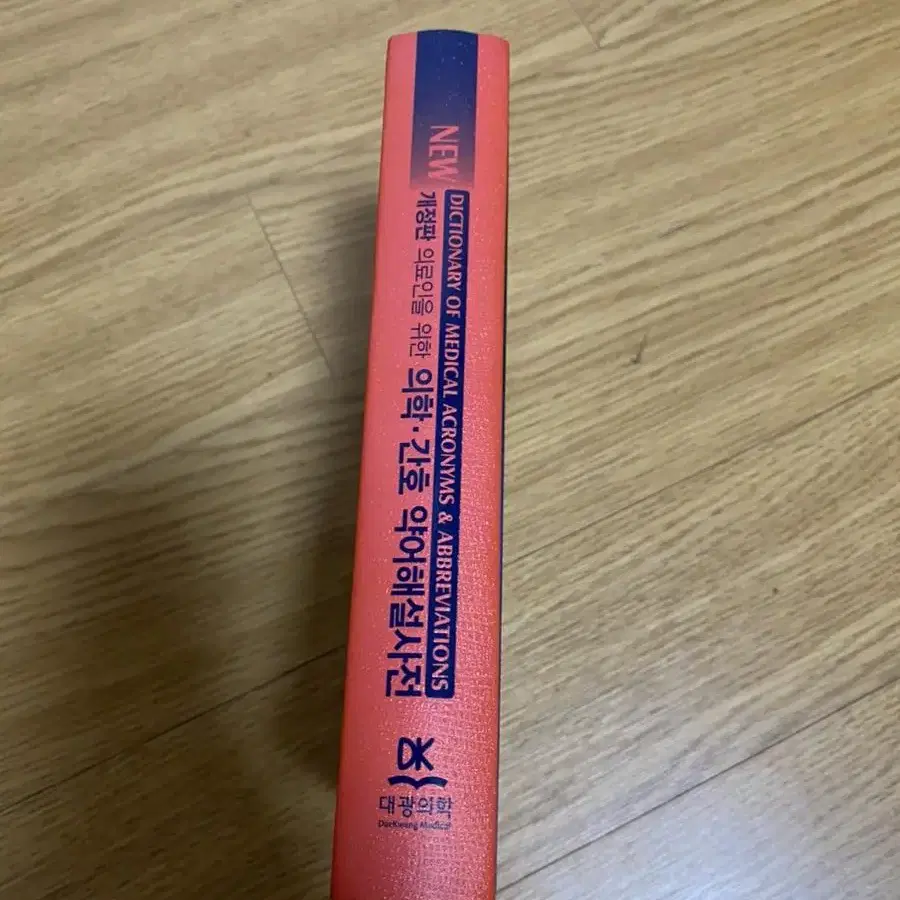 NEW
DICTIONARY OF MEDICAL ACRONYMS & ABBREVIATIONS
개정판 의료인을 위한 의학·간호 약어해설사전
대광의학
DaeKwang Medical